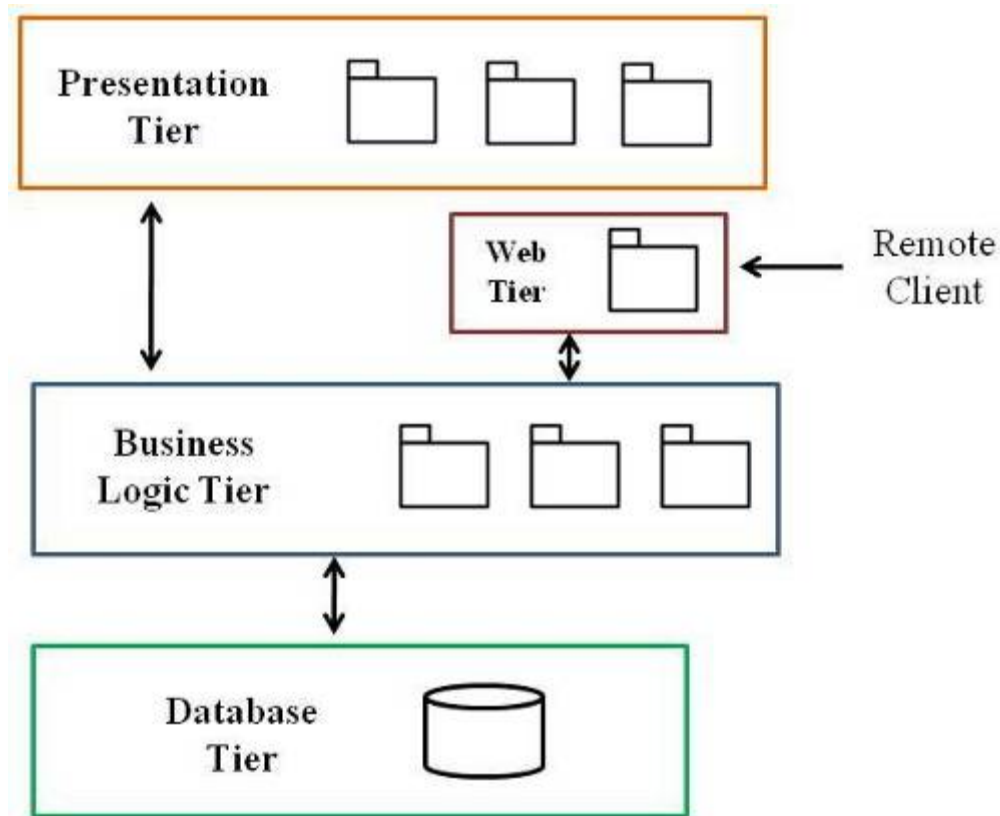 Presentation
Tier
Web
Tier
Remote
Client
Business
Logic Tier
Database
Tier